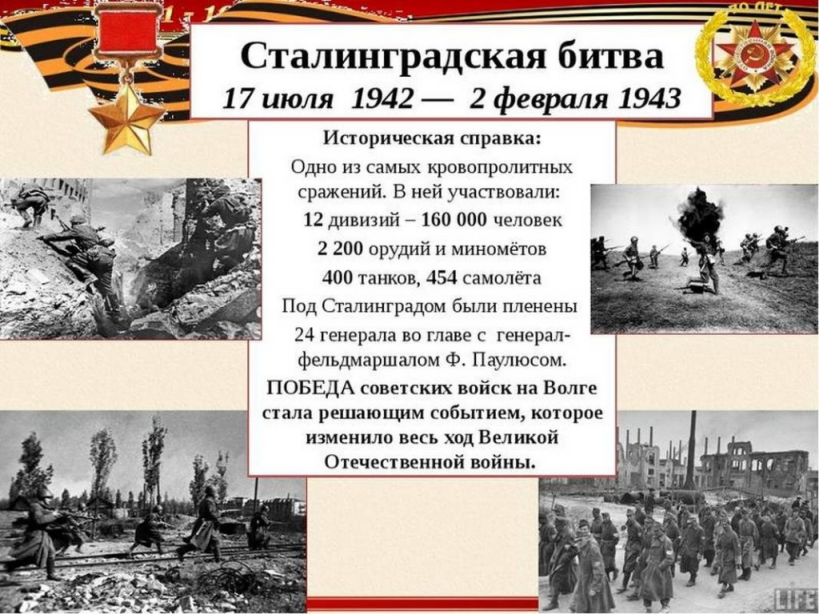 Сталинградская битва
17 июля 1942 — 2 февраля 1943
Историческая справка:
Одно из самых кровопролитных
сражений. В ней участвовали:
12 дивизий – 160 000 человек
2 200 орудий и миномётов
400 танков, 454 самолёта
Под Сталинградом были пленены
24 генерала во главе с генерал-
фельдмаршалом Ф. Паулюсом.
ПОБЕДА советских войск на Волге
стала решающим событием, которое
изменило весь ход Великой
Отечественной войны.
LIFE